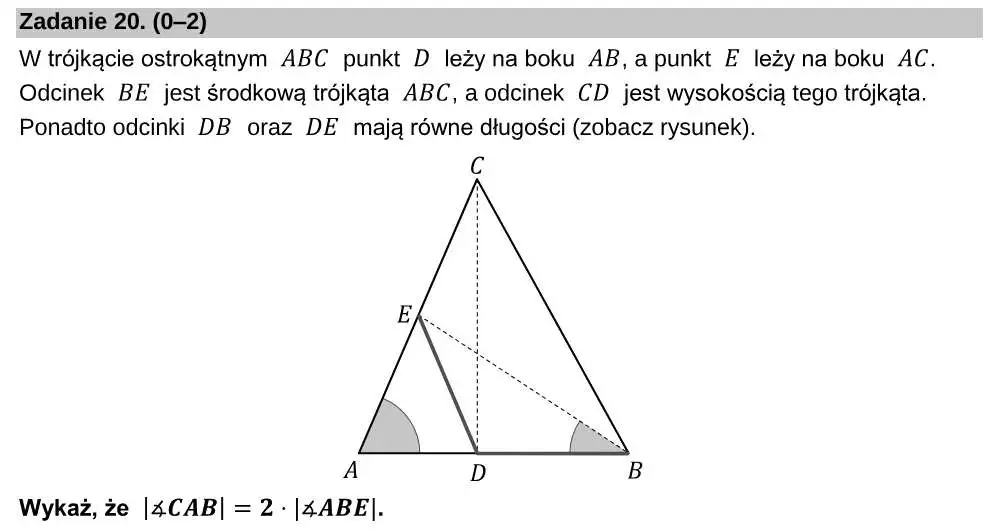 Zadanie 20. (0–2)
W trójkącie ostrokątnym ABC punkt D leży na boku AB, a punkt E leży na boku AC.
Odcinek BE jest środkową trójkąta ABC, a odcinek CD jest wysokością tego trójkąta.
Ponadto odcinki DB oraz DE mają równe długości (zobacz rysunek).
C
E
A
D
B
Wykaż, że |∡CAB| = 2 ⋅ |∡ABE|.